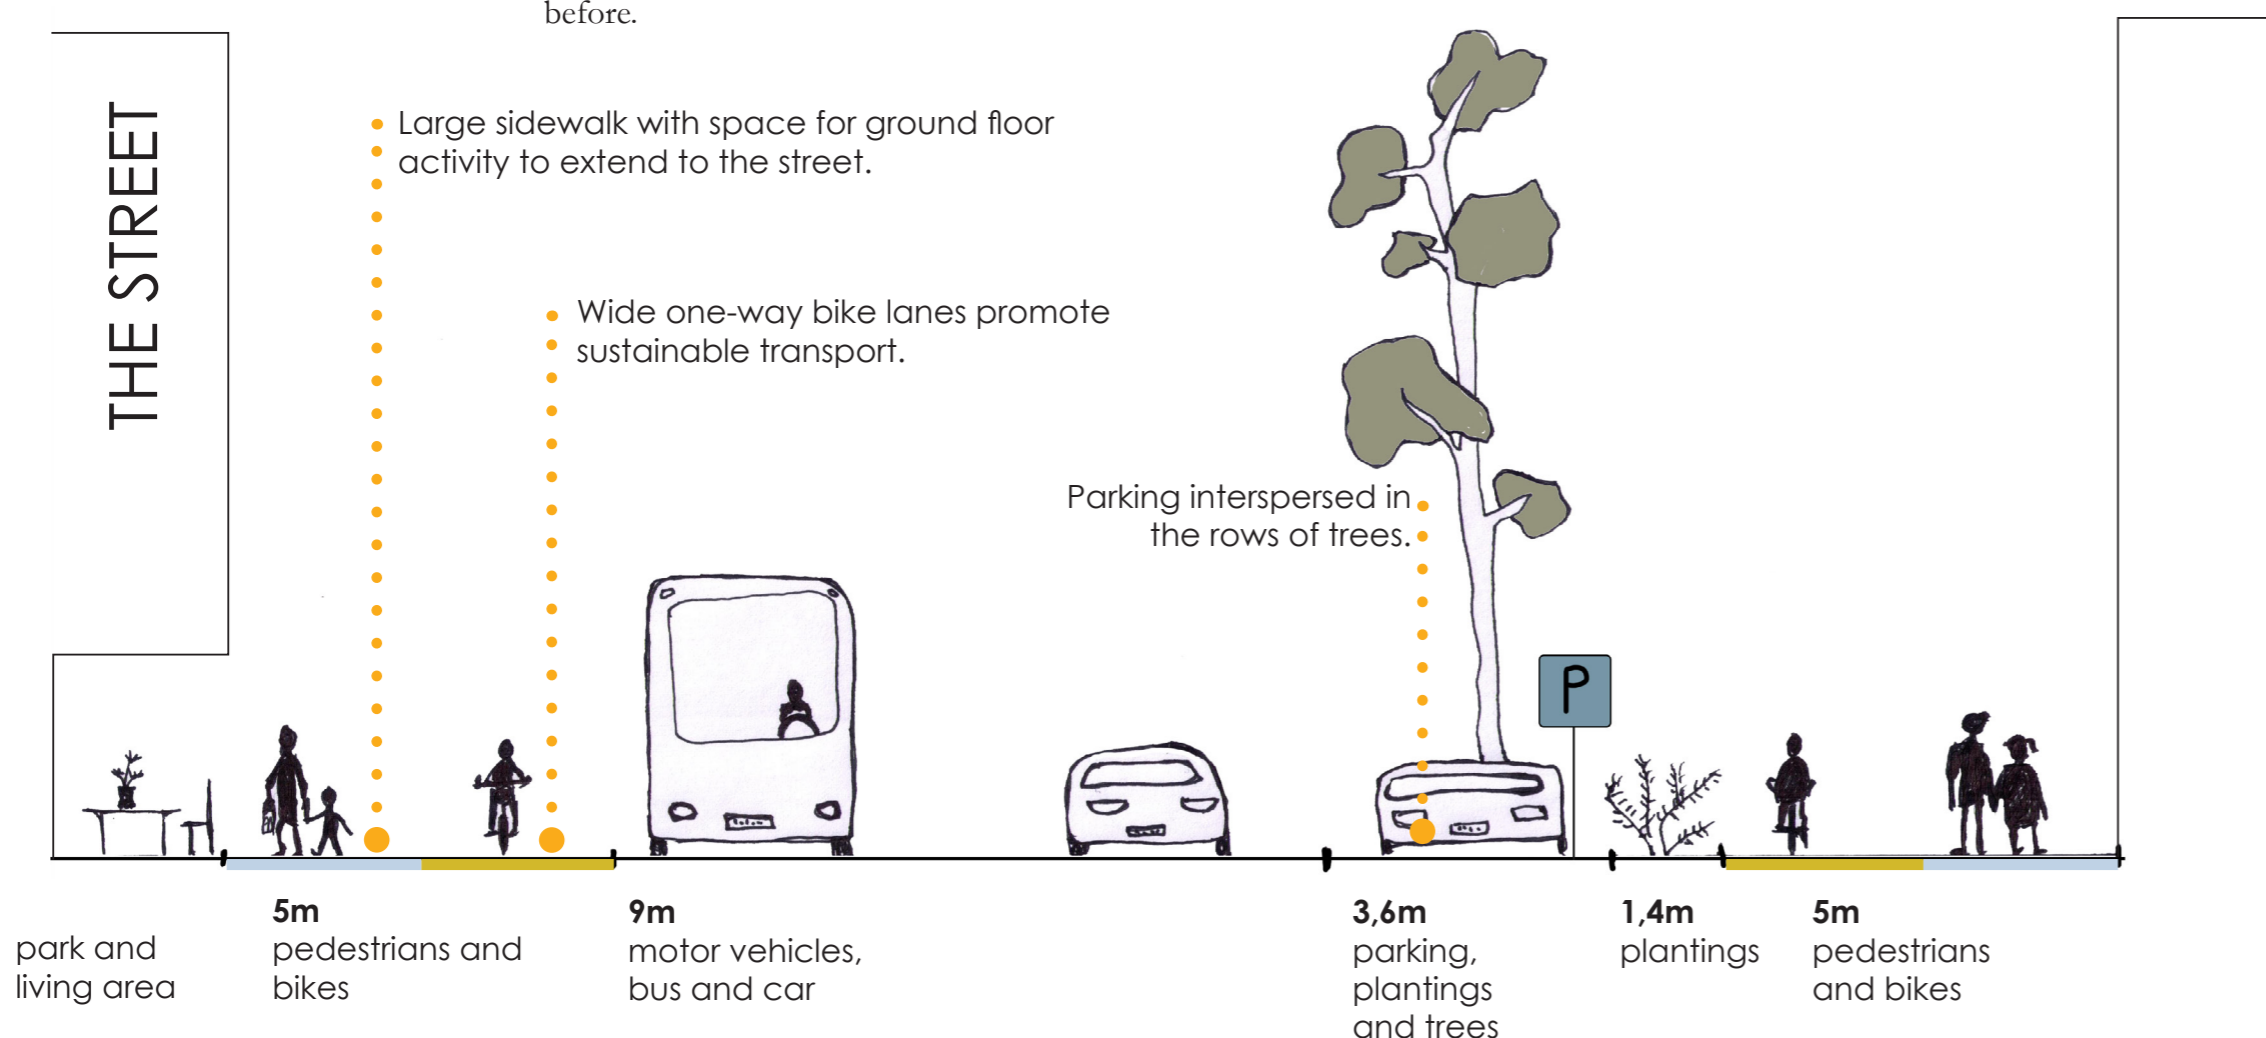 before.
THE STREET
Large sidewalk with space for ground floor
activity to extend to the street.
Wide one-way bike lanes promote
sustainable transport.
Parking interspersed in
the rows of trees.
P
park and
living area
5m
pedestrians and
bikes
9m
motor vehicles,
bus and car
3,6m
parking,
plantings
and trees
1,4m
plantings
5m
pedestrians
and bikes